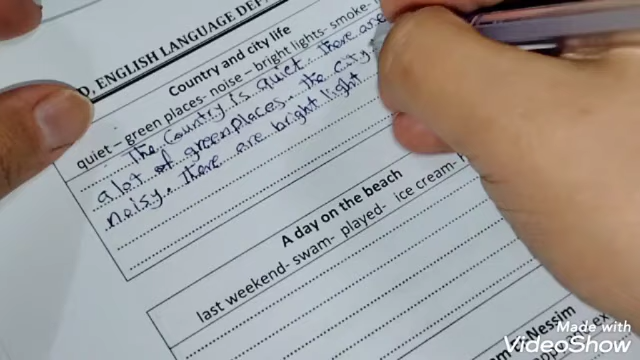 D. ENGLISH LANGUAGE DEP
Country and city life
quiet – green places- noise – bright lights- smoke-
The Country is quiet. there are
a lot of green places. the city
noisy. there are bright light
A day on the beach
last weekend- swam- played- ice cream-
Nessim
Made with
VideoShow